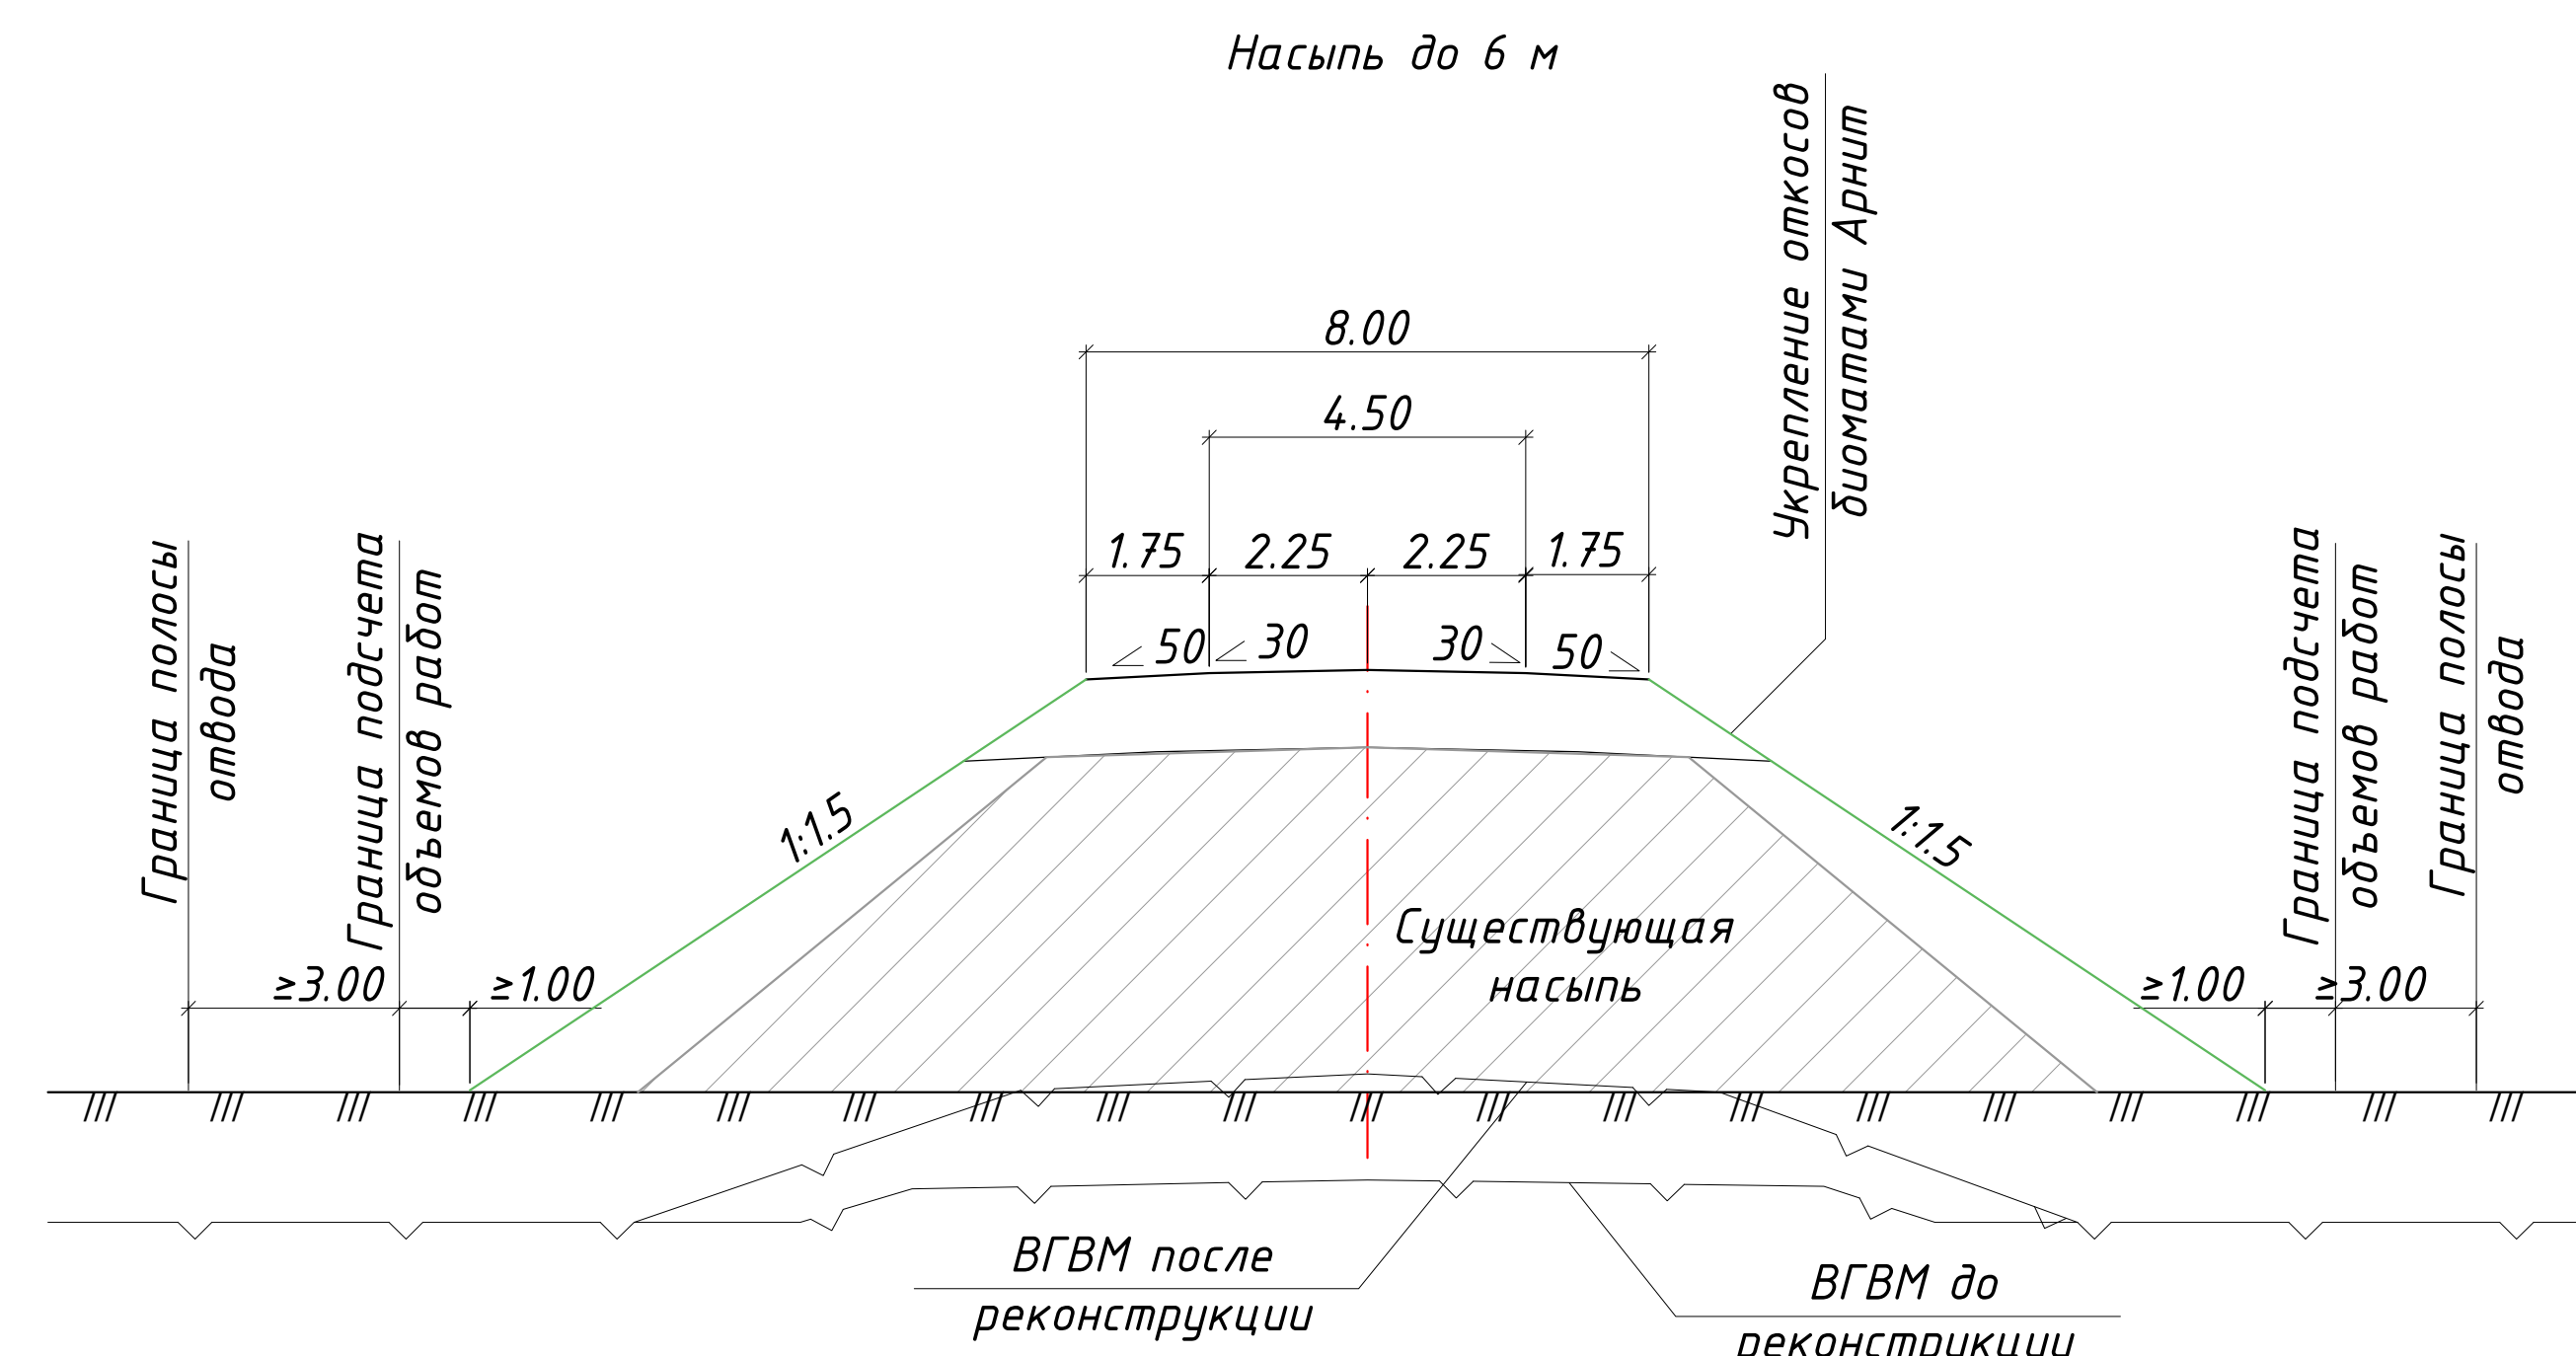 Насыпь до 6 м
Укрепление откосов
биоматами Арнит
8.00
4.50
1.75
2.25
2.25
1.75
50
30
30
50
Граница полосы
отвода
Граница подсчета
объемов работ
Граница подсчета
объемов работ
Граница полосы
отвода
1:1.5
1:1.5
Существующая
насыпь
≥3.00
≥1.00
≥1.00
≥3.00
ВГВМ после
реконструкции
ВГВМ до
реконструкции